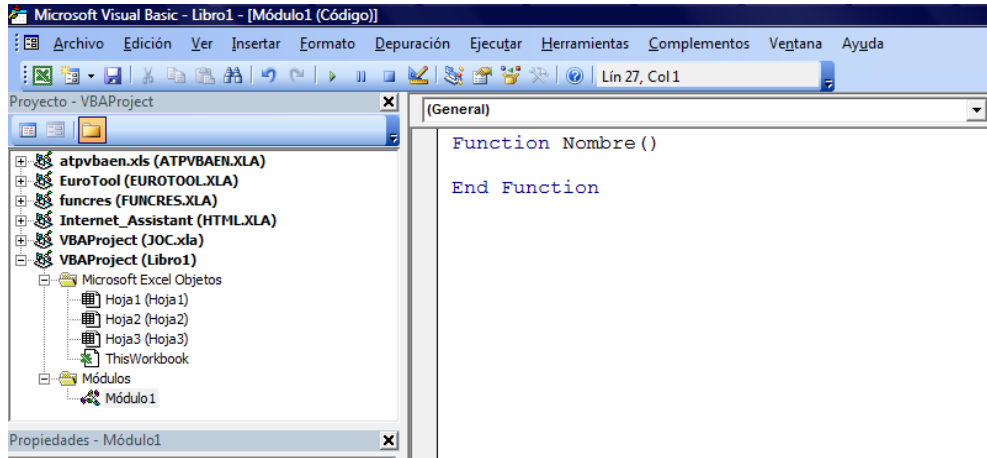 Microsoft Visual Basic - Libro1 - [Módulo1 (Código)]
Archivo Edición Ver Insertar Formato Depuración Ejecutar Herramientas Complementos Ventana Ayuda
Lín 27, Col 1
Proyecto - VBAProject
(General)
atpvbaen.xls (ATPVBAEN.XLA)
EuroTool (EUROTOOL.XLA)
funcres (FUNCRES.XLA)
Internet_Assistant (HTML.XLA)
VBAProject (JOC.xla)
VBAProject (Libro1)
Microsoft Excel Objetos
Hoja1 (Hoja1)
Hoja2 (Hoja2)
Hoja3 (Hoja3)
ThisWorkbook
Módulos
Módulo1
Propiedades - Módulo1
Function Nombre()
End Function